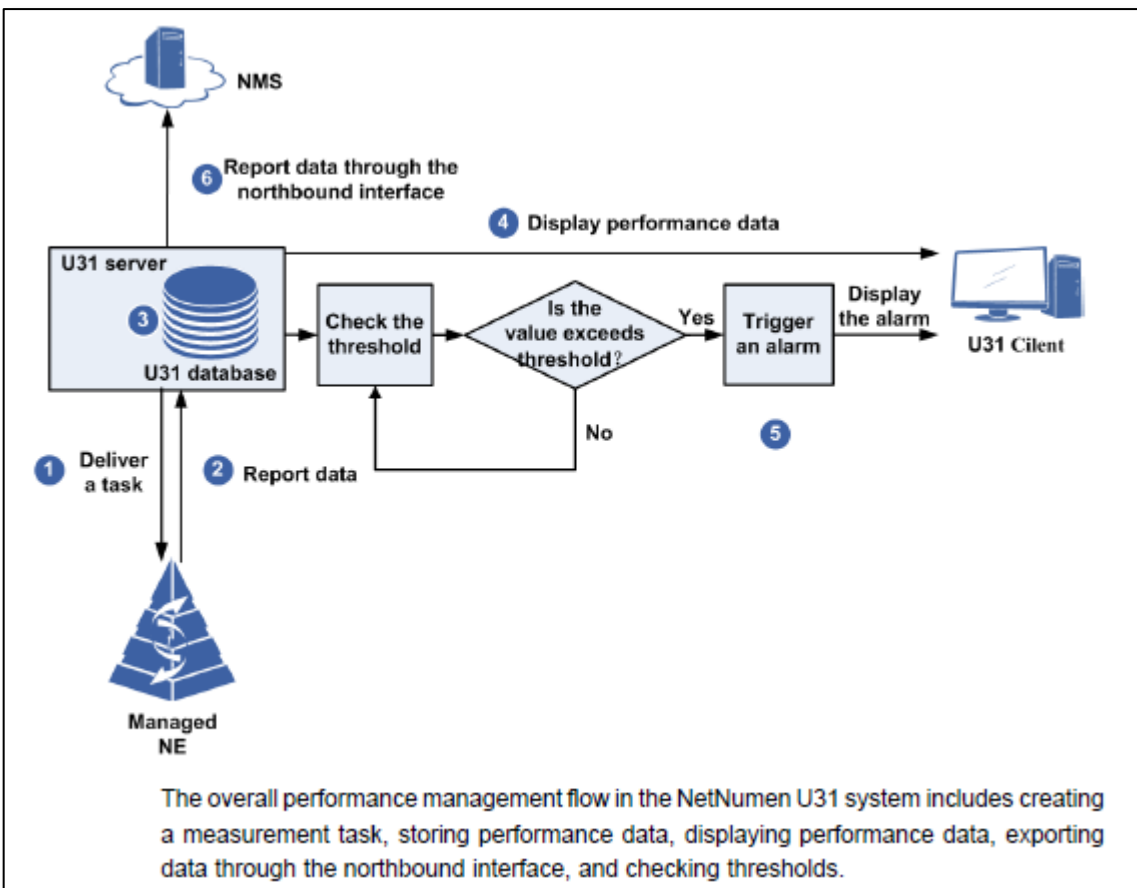 NMS
6 Report data through the
northbound interface
4 Display performance data
U31 server
3
U31 database
Check the
threshold
Is the
value exceeds
threshold?
Yes
No
Trigger
an alarm
Display
the alarm
U31 Cilent
5
1 Deliver
a task
2 Report data
Managed
NE
The overall performance management flow in the NetNumen U31 system includes creating
a measurement task, storing performance data, displaying performance data, exporting
data through the northbound interface, and checking thresholds.